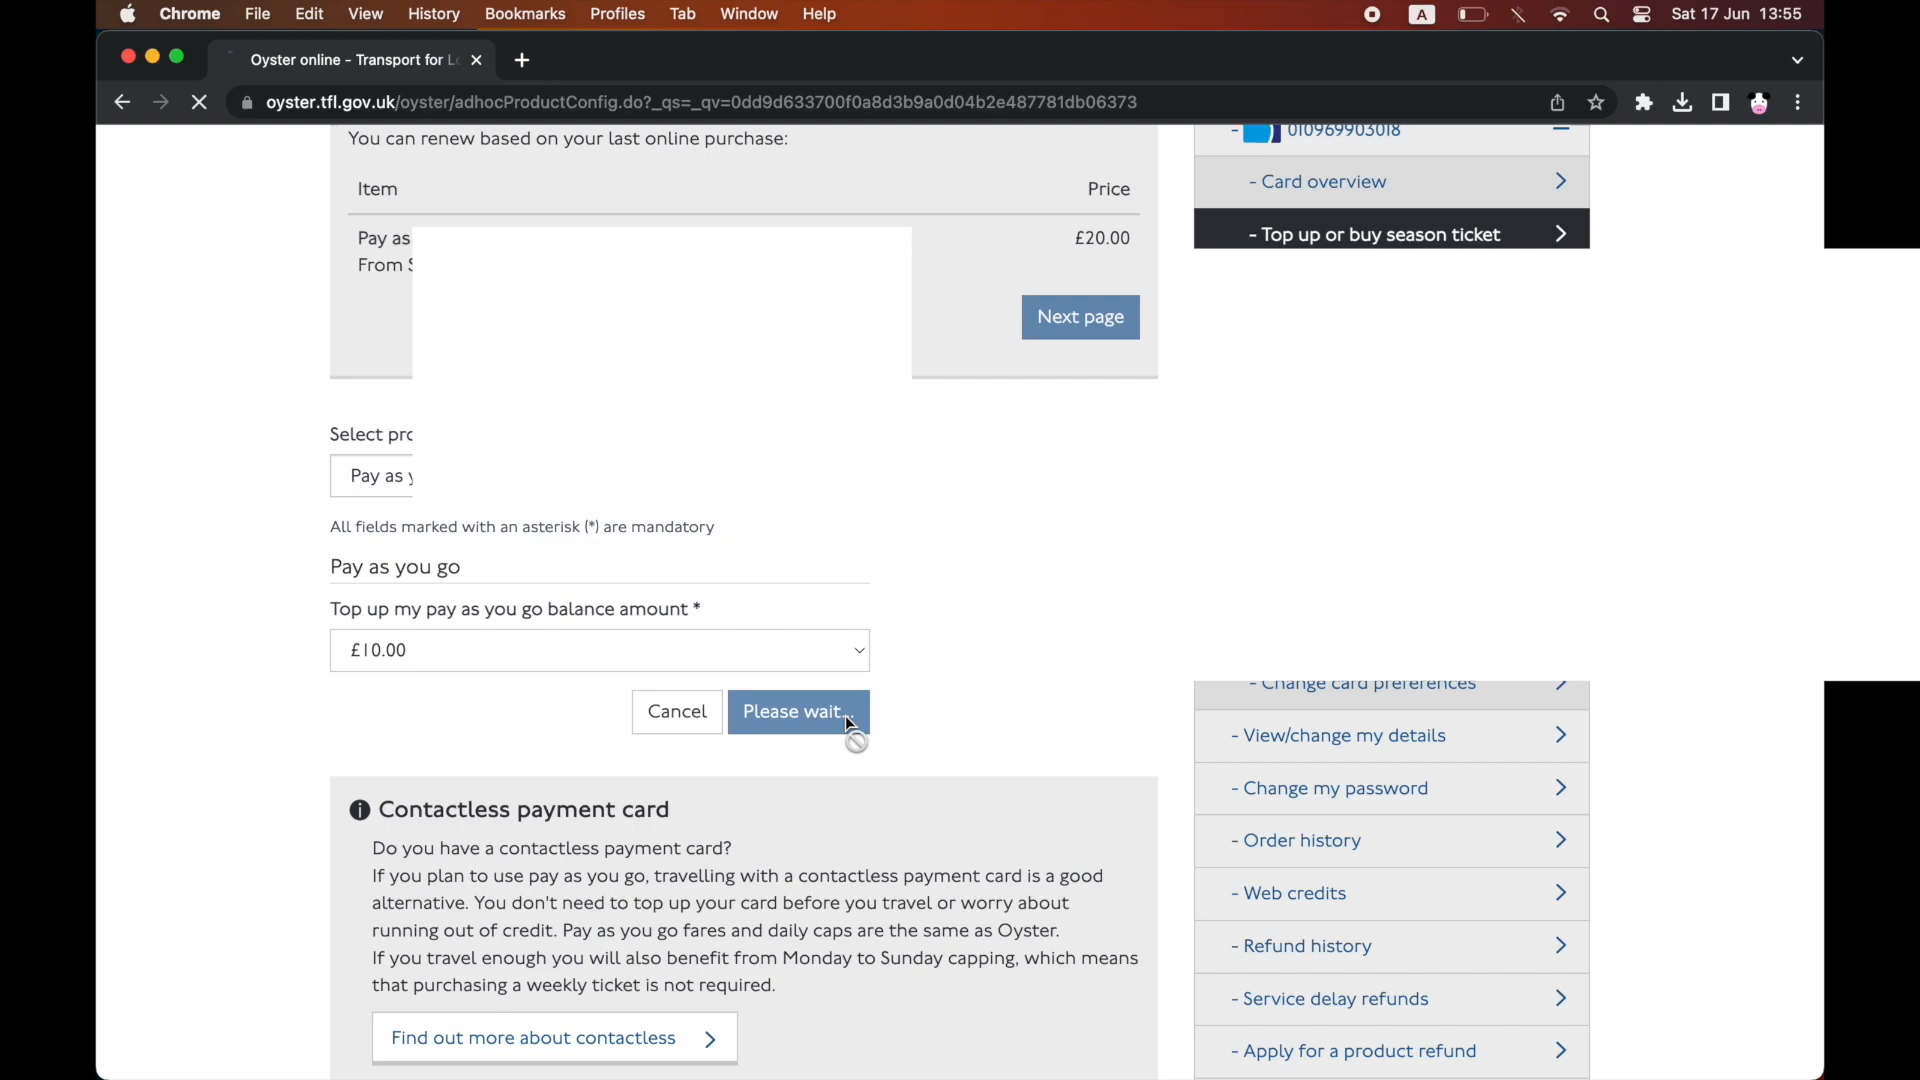 Chrome File Edit View History Bookmarks Profiles Tab Window Help A Sat 17 Jun 13:55
Oyster online - Transport for L
oyster.tfl.gov.uk/oyster/adhocProductConfig.do?_qs=_qv=0dd9d633700f0a8d3b9a0d04b2e487781db06373
You can renew based on your last online purchase:
Item Price
Pay as £20.00
From
Next page
Select
Pay as
All fields marked with an asterisk (*) are mandatory
Pay as you go
Top up my pay as you go balance amount *
£10.00
Cancel Please wait...
Contactless payment card
Do you have a contactless payment card?
If you plan to use pay as you go, travelling with a contactless payment card is a good
alternative. You don't need to top up your card before you travel or worry about
running out of credit. Pay as you go fares and daily caps are the same as Oyster.
If you travel enough you will also benefit from Monday to Sunday capping, which means
that purchasing a weekly ticket is not required.
Find out more about contactless
- 010969903018
- Card overview
- Top up or buy season ticket
- Change card preferences
- View/change my details
- Change my password
- Order history
- Web credits
- Refund history
- Service delay refunds
- Apply for a product refund